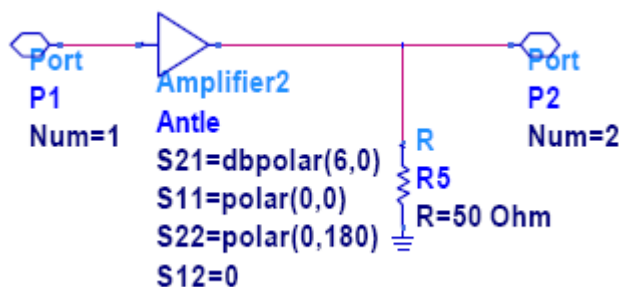 Port
P1
Num=1
Amplifier2
Antle
S21=dbpolar(6,0)
S11=polar(0,0)
S22=polar(0,180)
S12=0
R
R5
R=50 Ohm
Port
P2
Num=2